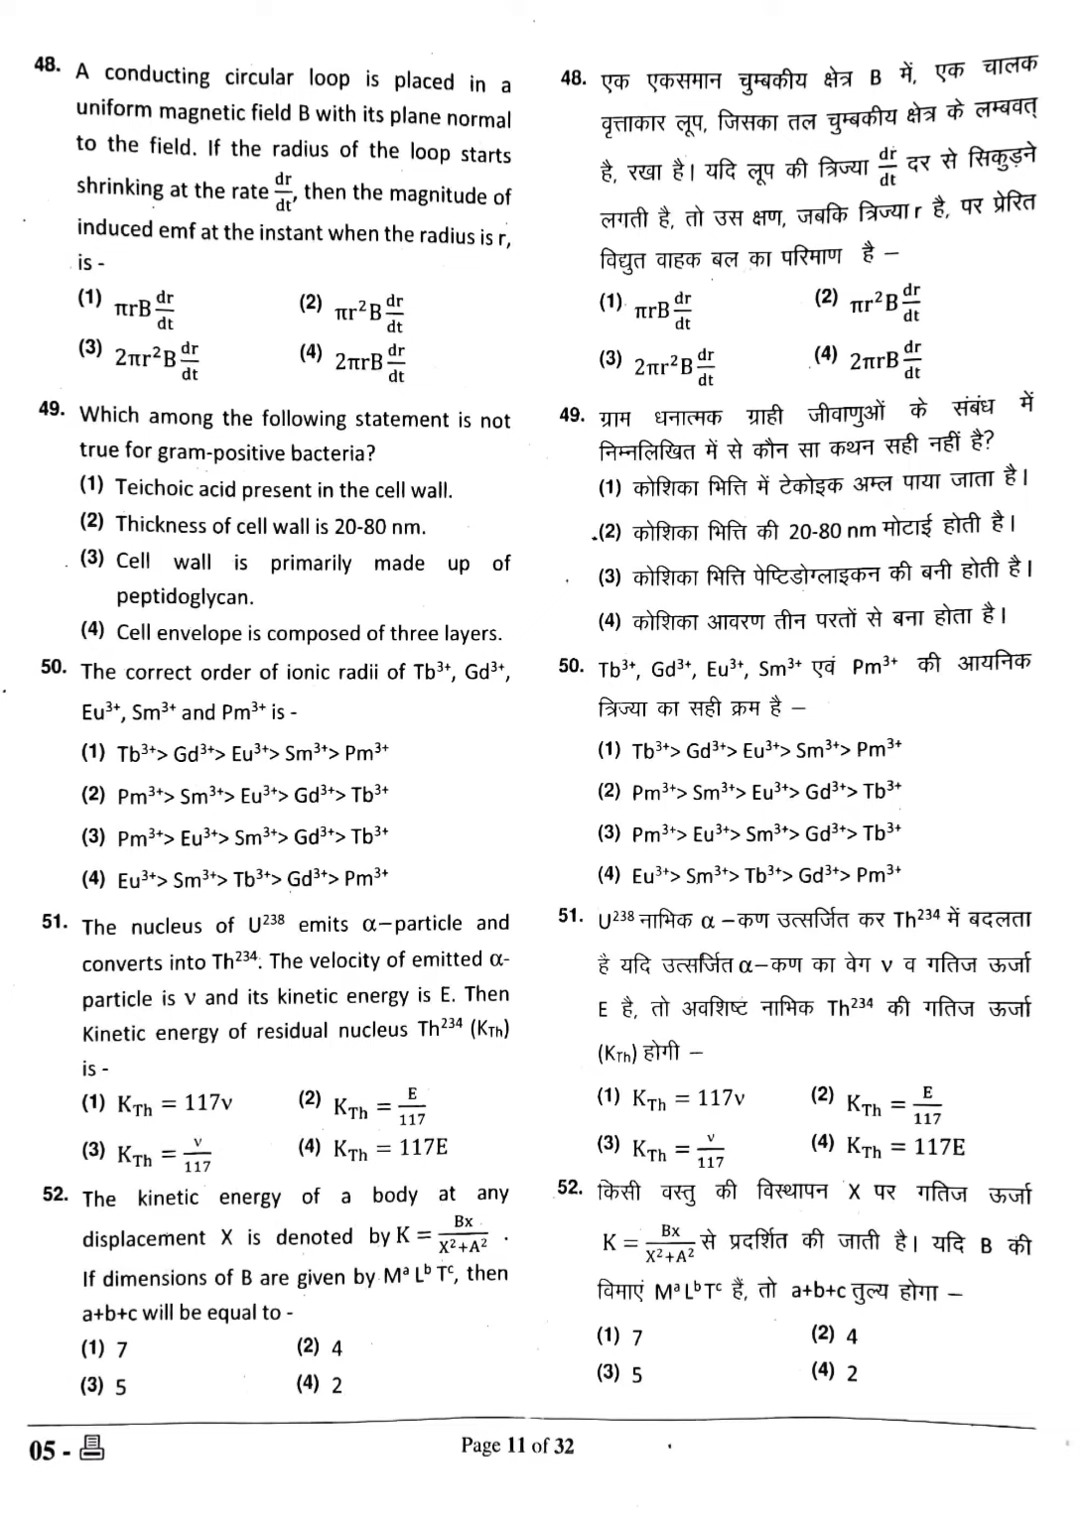 48. A conducting circular loop is placed in a
uniform magnetic field B with its plane normal
to the field. If the radius of the loop starts
shrinking at the rate dr/dt, then the magnitude of
induced emf at the instant when the radius is r,
is -
(1) πrB dr/dt (2) πr²B dr/dt
(3) 2πr²B dr/dt (4) 2πrB dr/dt
49. Which among the following statement is not
true for gram-positive bacteria?
(1) Teichoic acid present in the cell wall.
(2) Thickness of cell wall is 20-80 nm.
(3) Cell wall is primarily made up of
peptidoglycan.
(4) Cell envelope is composed of three layers.
50. The correct order of ionic radii of Tb³⁺, Gd³⁺,
Eu³⁺, Sm³⁺ and Pm³⁺ is -
(1) Tb³⁺> Gd³⁺> Eu³⁺> Sm³⁺> Pm³⁺
(2) Pm³⁺> Sm³⁺> Eu³⁺> Gd³⁺> Tb³⁺
(3) Pm³⁺> Eu³⁺> Sm³⁺> Gd³⁺> Tb³⁺
(4) Eu³⁺> Sm³⁺> Tb³⁺> Gd³⁺> Pm³⁺
51. The nucleus of U²³⁸ emits α–particle and
converts into Th²³⁴. The velocity of emitted α-
particle is v and its kinetic energy is E. Then
Kinetic energy of residual nucleus Th²³⁴ (K_Th)
is -
(1) K_Th = 117v (2) K_Th = E/117
(3) K_Th = v/117 (4) K_Th = 117E
52. The kinetic energy of a body at any
displacement X is denoted by K = Bx/(X²+A²) .
If dimensions of B are given by Mᵃ Lᵇ Tᶜ, then
a+b+c will be equal to -
(1) 7 (2) 4
(3) 5 (4) 2
48. एक एकसमान चुम्बकीय क्षेत्र B में, एक चालक
वृत्ताकार लूप, जिसका तल चुम्बकीय क्षेत्र के लम्बवत्
है, रखा है। यदि लूप की त्रिज्या dr/dt दर से सिकुड़ने
लगती है, तो उस क्षण, जबकि त्रिज्या r है, पर प्रेरित
विद्युत वाहक बल का परिमाण है –
(1) πrB dr/dt (2) πr²B dr/dt
(3) 2πr²B dr/dt (4) 2πrB dr/dt
49. ग्राम धनात्मक ग्राही जीवाणुओं के संबंध में
निम्नलिखित में से कौन सा कथन सही नहीं है?
(1) कोशिका भित्ति में टेकोइक अम्ल पाया जाता है।
(2) कोशिका भित्ति की 20-80 nm मोटाई होती है।
(3) कोशिका भित्ति पेप्टिडोग्लाइकन की बनी होती है।
(4) कोशिका आवरण तीन परतों से बना होता है।
50. Tb³⁺, Gd³⁺, Eu³⁺, Sm³⁺ एवं Pm³⁺ की आयनिक
त्रिज्या का सही क्रम है –
(1) Tb³⁺> Gd³⁺> Eu³⁺> Sm³⁺> Pm³⁺
(2) Pm³⁺> Sm³⁺> Eu³⁺> Gd³⁺> Tb³⁺
(3) Pm³⁺> Eu³⁺> Sm³⁺> Gd³⁺> Tb³⁺
(4) Eu³⁺> Sm³⁺> Tb³⁺> Gd³⁺> Pm³⁺
51. U²³⁸ नाभिक α –कण उत्सर्जित कर Th²³⁴ में बदलता
है यदि उत्सर्जित α–कण का वेग v व गतिज ऊर्जा
E है, तो अवशिष्ट नाभिक Th²³⁴ की गतिज ऊर्जा
(K_Th) होगी –
(1) K_Th = 117v (2) K_Th = E/117
(3) K_Th = v/117 (4) K_Th = 117E
52. किसी वस्तु की विस्थापन X पर गतिज ऊर्जा
K = Bx/(X²+A²) से प्रदर्शित की जाती है। यदि B की
विमाएं Mᵃ Lᵇ Tᶜ हैं, तो a+b+c तुल्य होगा –
(1) 7 (2) 4
(3) 5 (4) 2
05 - Page 11 of 32